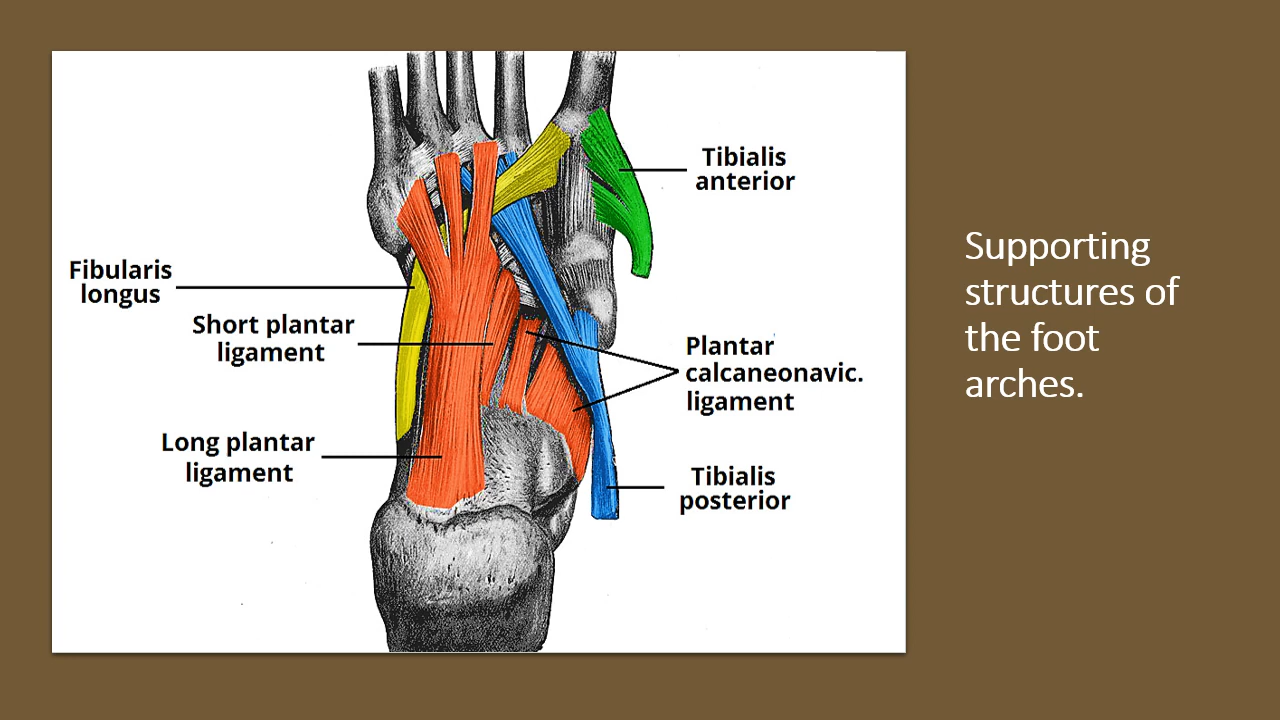 Tibialis
anterior
Fibularis
longus
Short plantar
ligament
Plantar
calcaneonavic.
ligament
Long plantar
ligament
Tibialis
posterior
Supporting
structures of
the foot
arches.